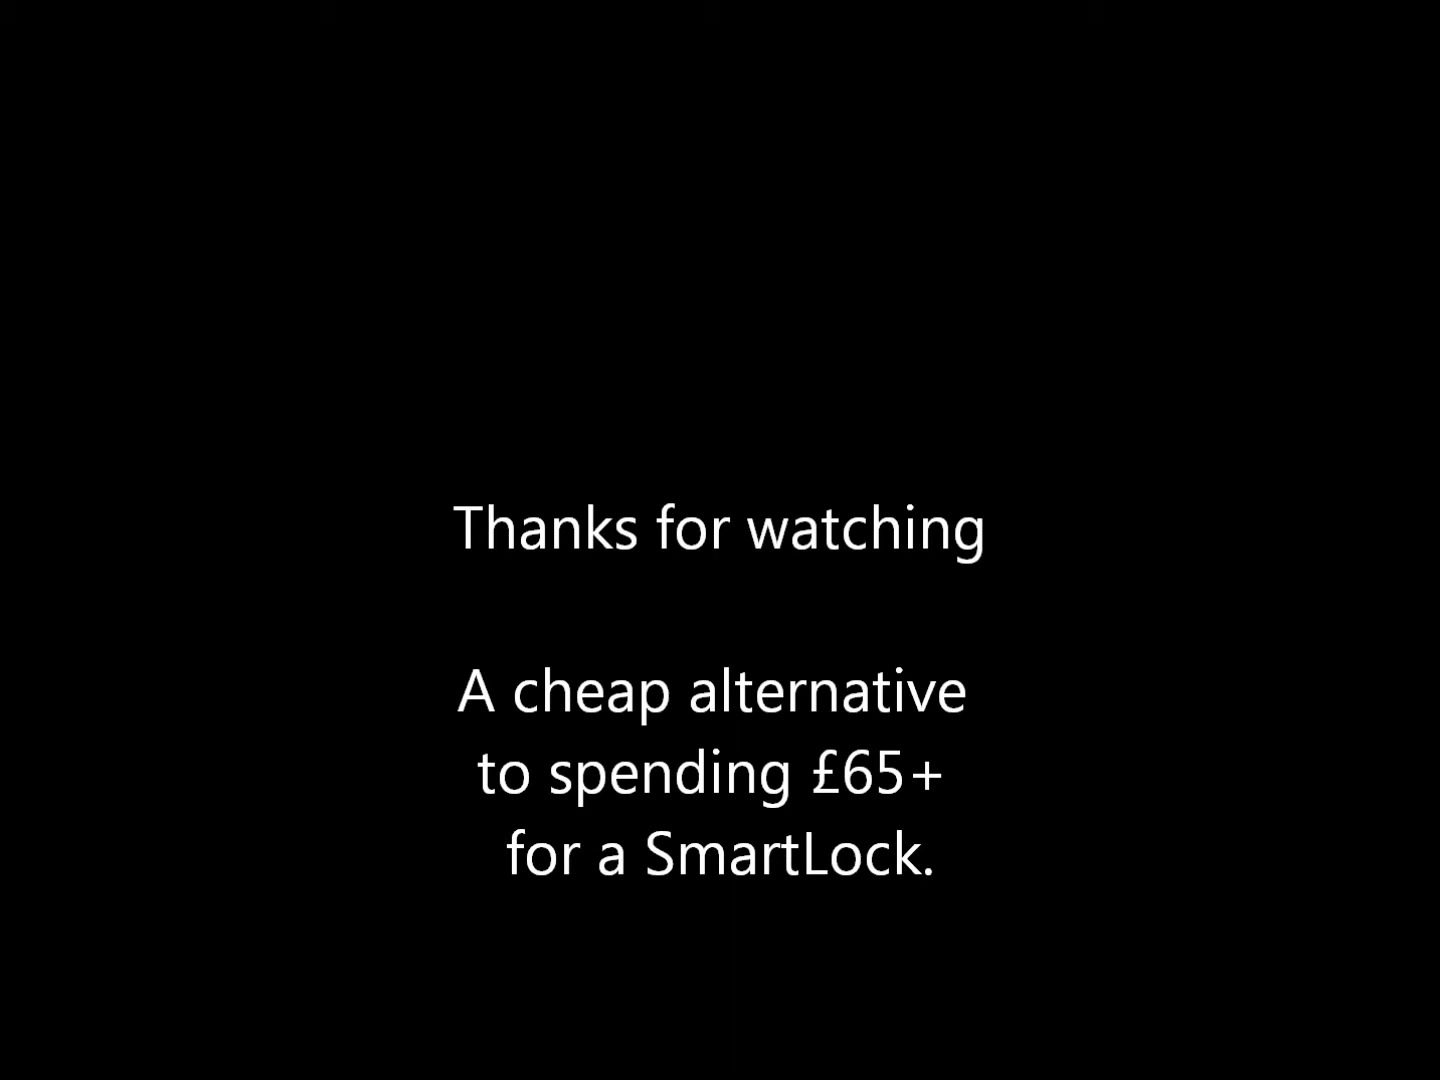 Thanks for watching
A cheap alternative
to spending £65+
for a SmartLock.